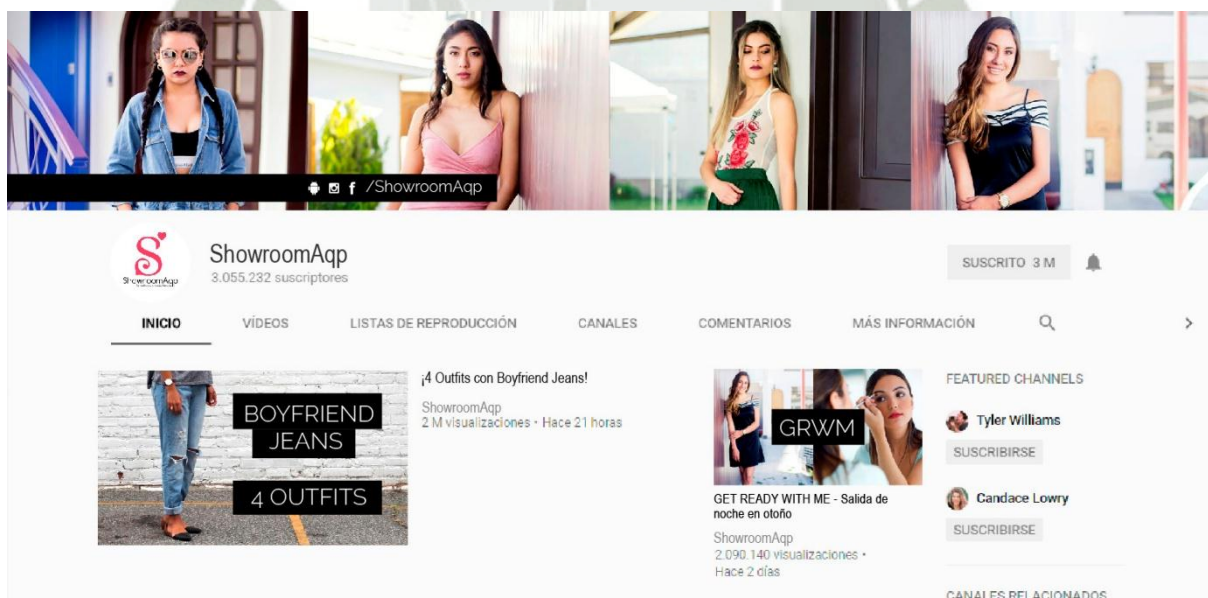 /ShowroomAqp
ShowroomAqp
ShowroomAqp
3.055.232 suscriptores
SUSCRITO 3 M
INICIO
VÍDEOS
LISTAS DE REPRODUCCIÓN
CANALES
COMENTARIOS
MÁS INFORMACIÓN
BOYFRIEND
JEANS
4 OUTFITS
¡4 Outfits con Boyfriend Jeans!
ShowroomAqp
2 M visualizaciones • Hace 21 horas
GRWM
GET READY WITH ME - Salida de
noche en otoño
ShowroomAqp
2.090.140 visualizaciones •
Hace 2 días
FEATURED CHANNELS
Tyler Williams
SUSCRIBIRSE
Candace Lowry
SUSCRIBIRSE
CANALES RELACIONADOS